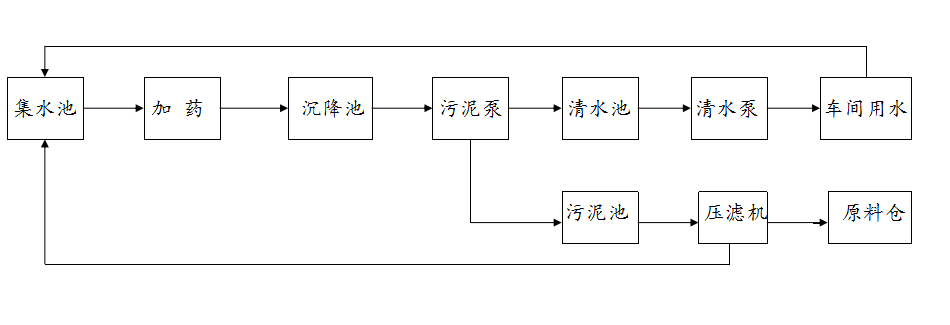 集水池
加 药
沉降池
污泥泵
清水池
清水泵
车间用水
污泥池
压滤机
原料仓